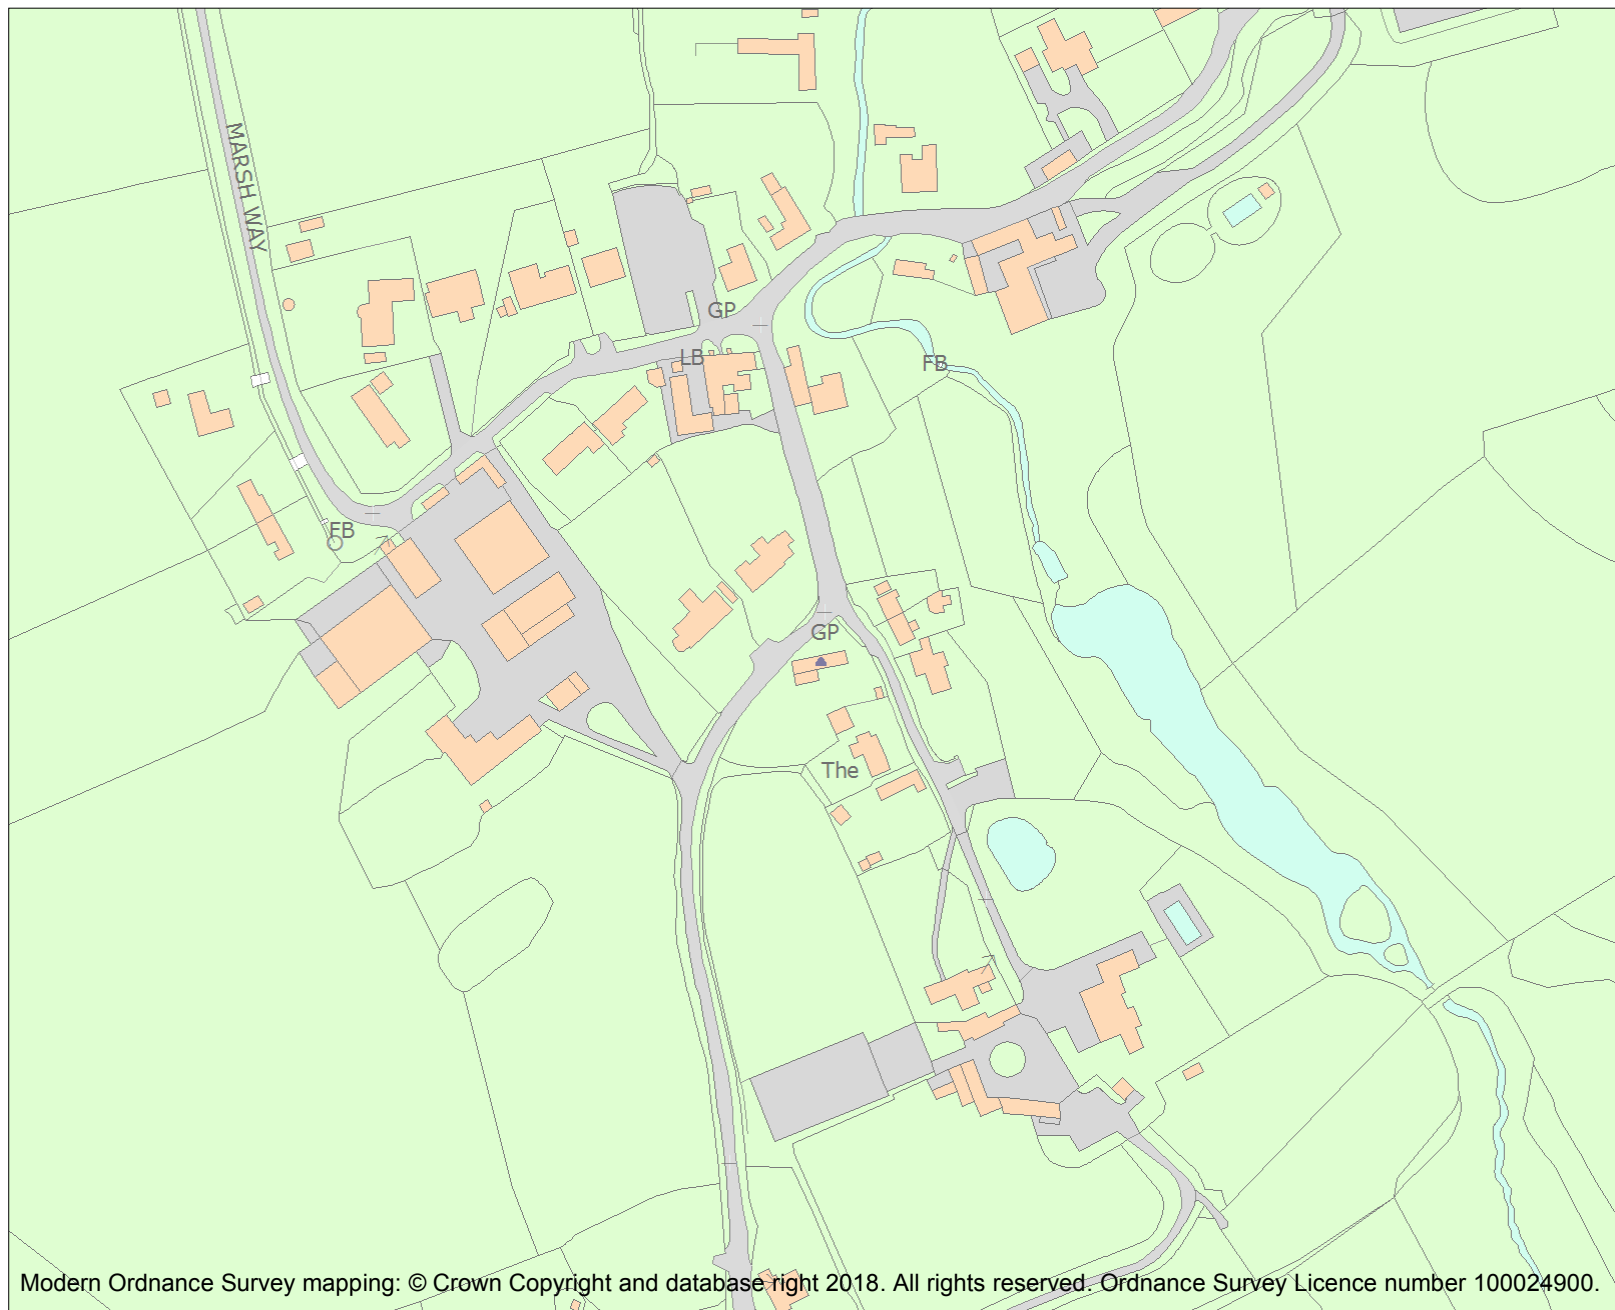 MARSH WAY
GP
LB
FB
FB
GP
The
Modern Ordnance Survey mapping: © Crown Copyright and database right 2018. All rights reserved. Ordnance Survey Licence number 100024900.